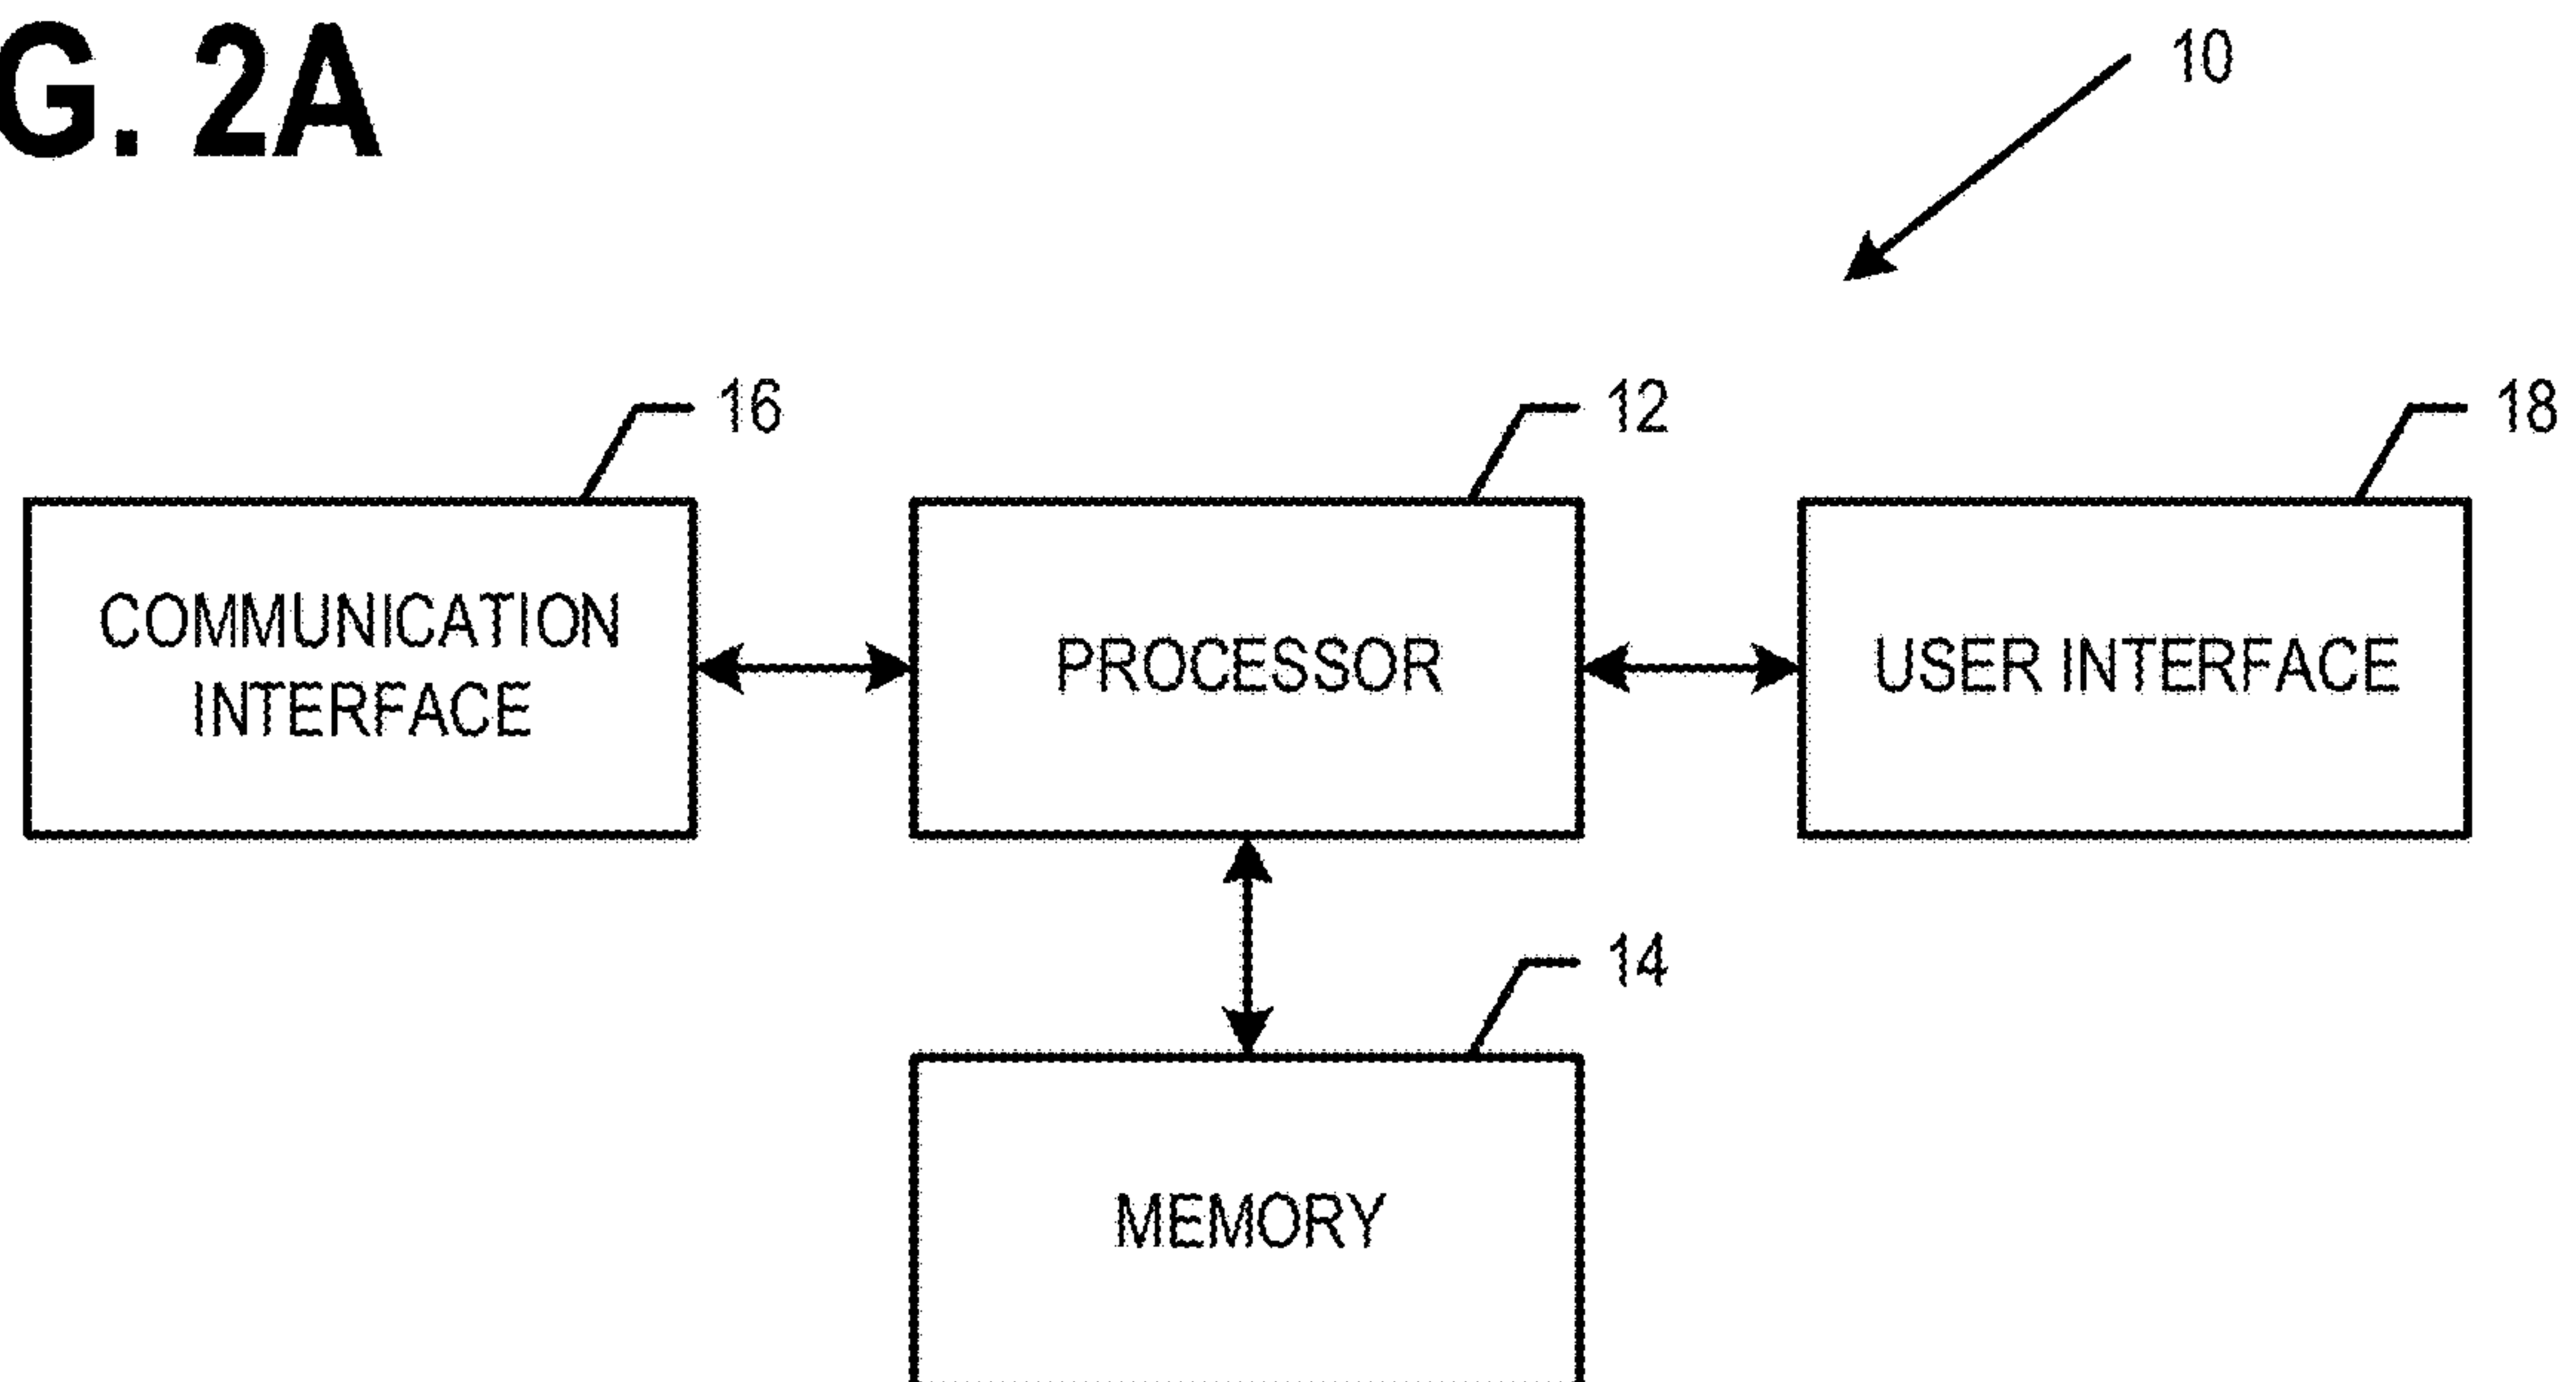 G. 2A
10
16
12
18
COMMUNICATION
INTERFACE
PROCESSOR
USER INTERFACE
14
MEMORY